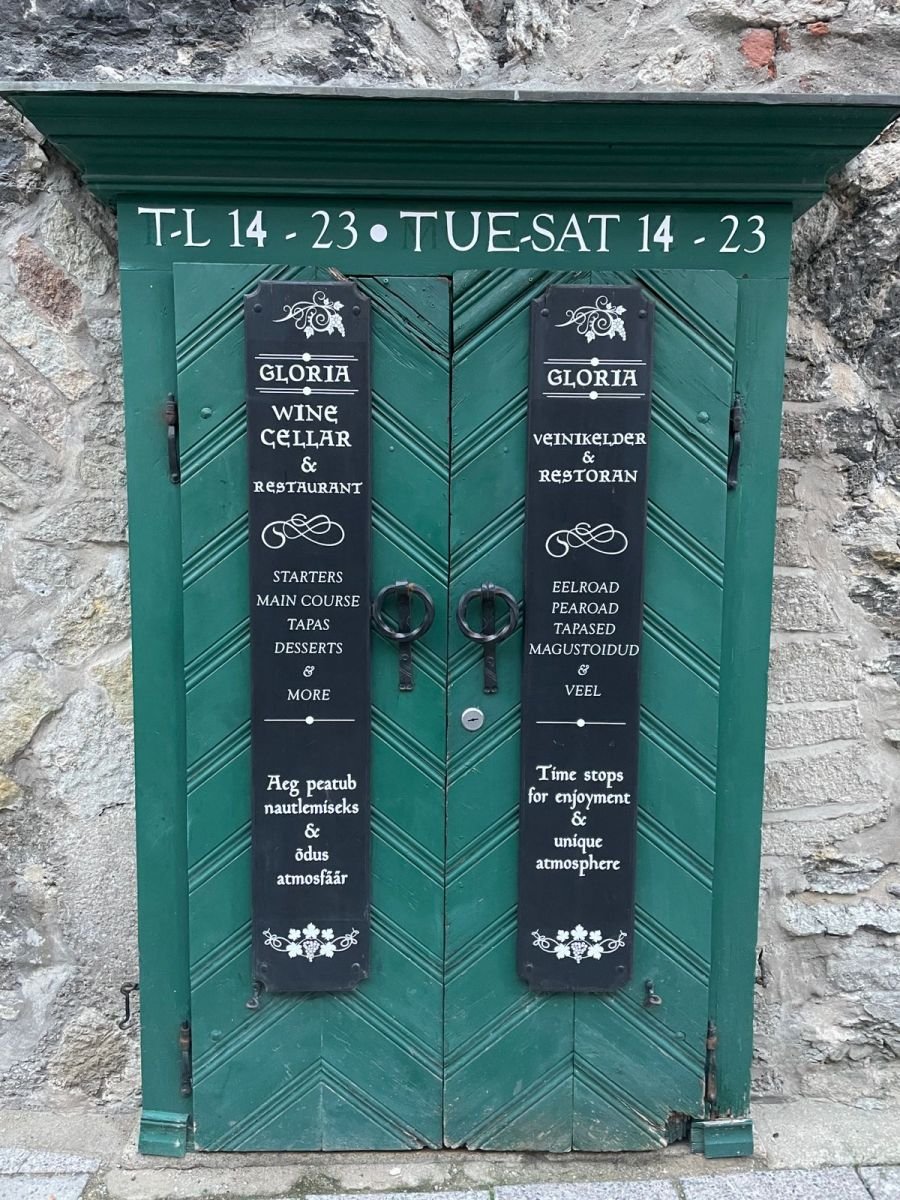 T-L 14 - 23 • TUE-SAT 14 - 23
GLORIA
WINE
CELLAR
&
RESTAURANT
STARTERS
MAIN COURSE
TAPAS
DESSERTS
&
MORE
Aeg peatub
nautlemiseks
&
õdus
atmosfäär
GLORIA
VEINIKELDER
&
RESTORAN
EELROAD
PEAROAD
TAPASED
MAGUSTOIDUD
&
VEEL
Time stops
for enjoyment
&
unique
atmosphere